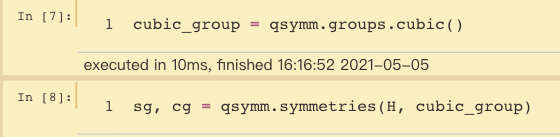 In [7]: 1 cubic_group = qsymm.groups.cubic()
executed in 10ms, finished 16:16:52 2021-05-05
In [8]: 1 sg, cg = qsymm.symmetries(H, cubic_group)